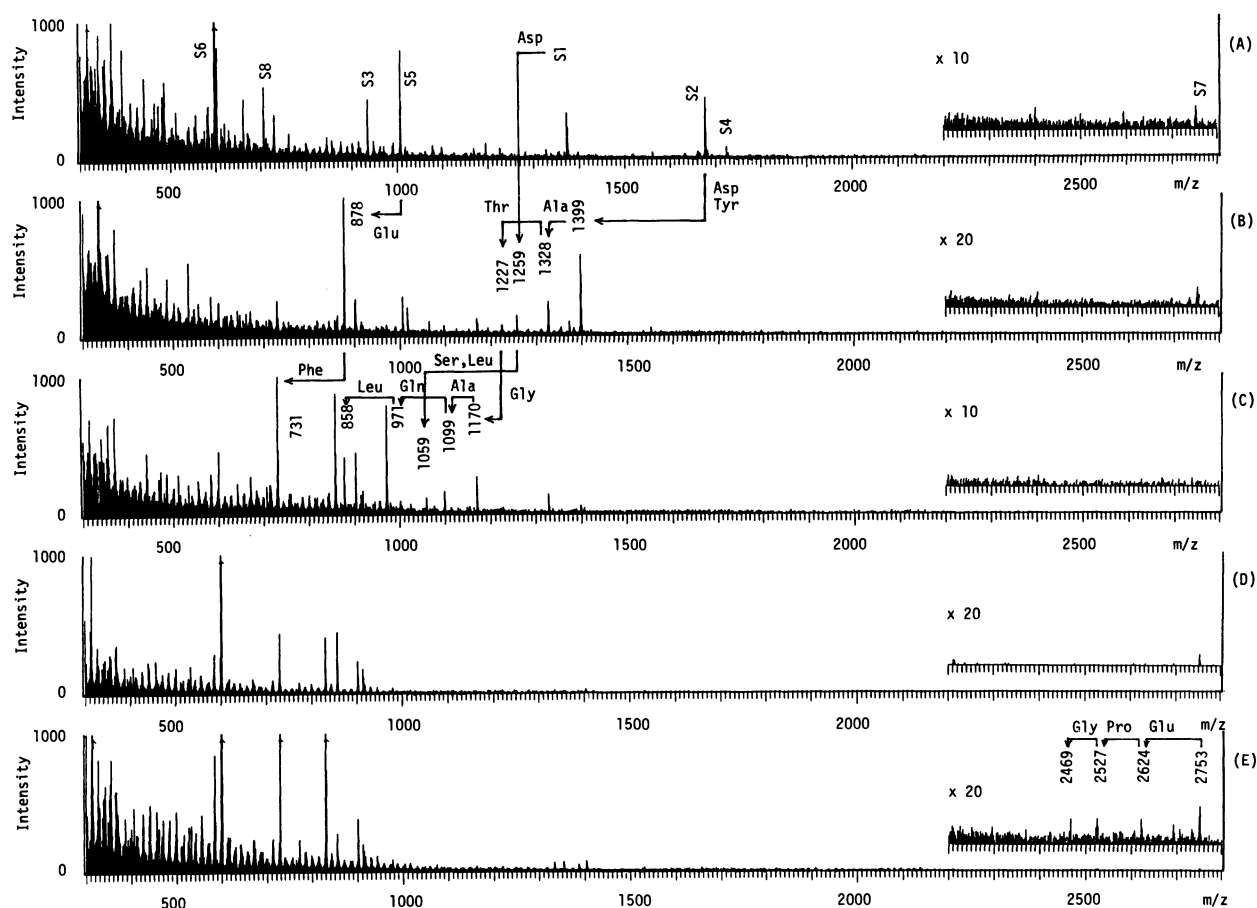 1000
Intensity
0
S6
S8
S3
S5
Asp
S1
S2
S4
x 10
S7
(A)
500
1000
1500
2000
2500
m/z
1000
Intensity
0
878
Glu
Thr
Ala
1399
1227
1259
1328
Asp
Tyr
x 20
(B)
500
1000
1500
2000
2500
m/z
1000
Intensity
0
Phe
731
Leu
858
Gln
971
Ser,Leu
1059
Ala
1099
1170
Gly
x 10
(C)
500
1000
1500
2000
2500
m/z
1000
Intensity
0
x 20
(D)
500
1000
1500
2000
2500
m/z
1000
Intensity
0
Gly
Pro
Glu
2469
2527
2624
2753
x 20
(E)
500
1000
1500
2000
2500
m/z